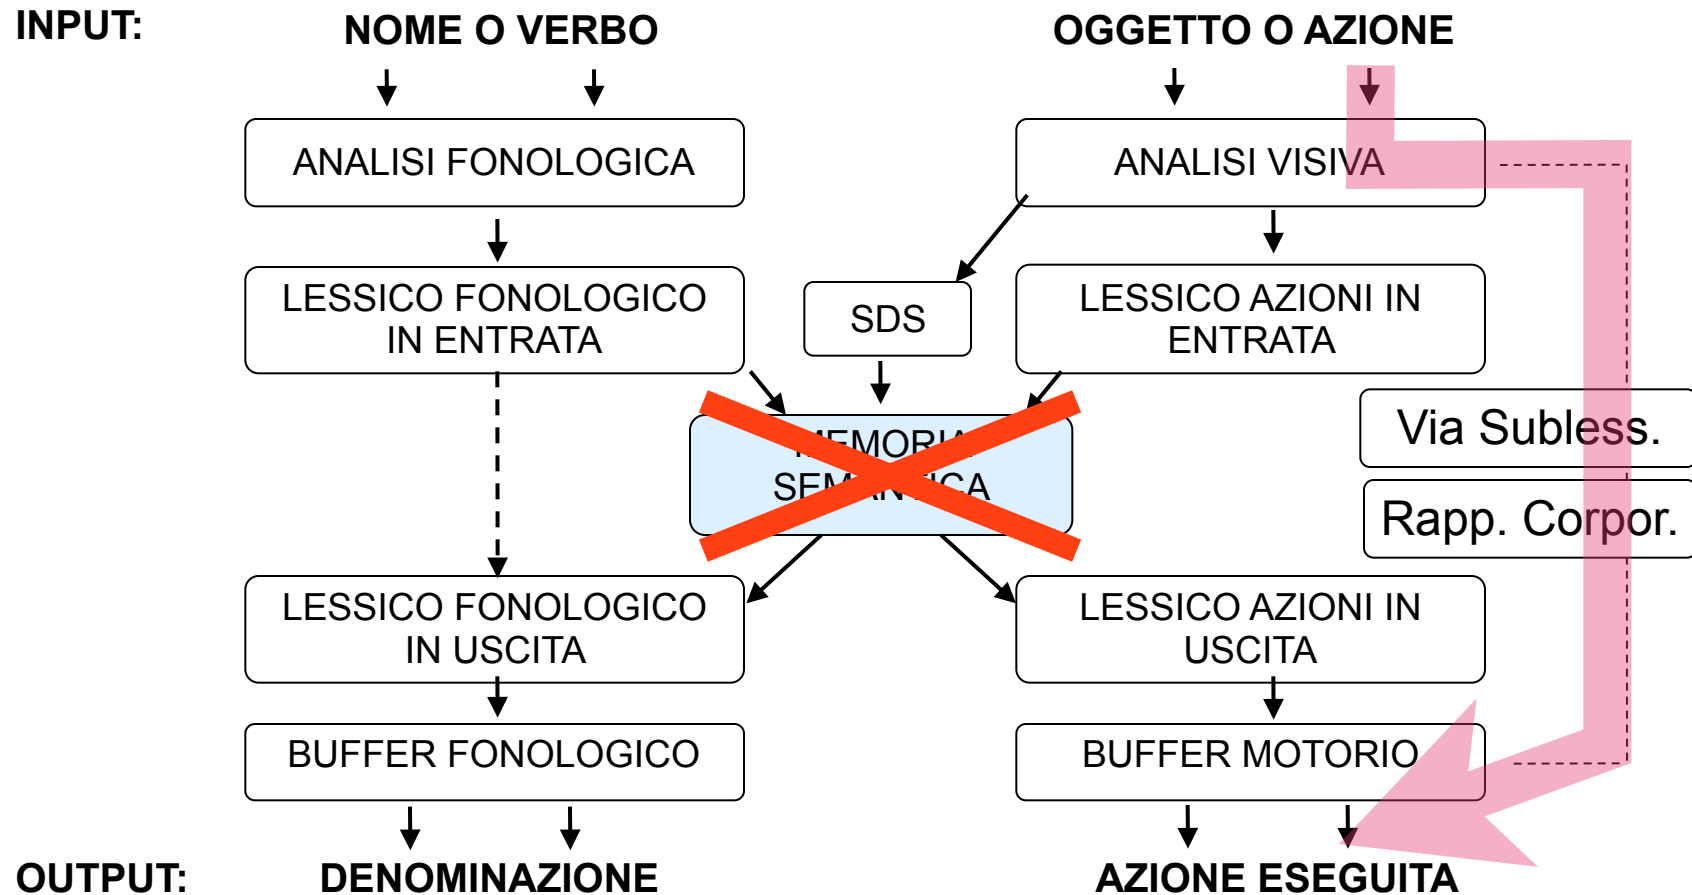 INPUT:
NOME O VERBO
OGGETTO O AZIONE
ANALISI FONOLOGICA
ANALISI VISIVA
LESSICO FONOLOGICO
IN ENTRATA
SDS
LESSICO AZIONI IN
ENTRATA
Via Subless.
MEMORIA
SEMANTICA
Rapp. Corpor.
LESSICO FONOLOGICO
IN USCITA
LESSICO AZIONI IN
USCITA
BUFFER FONOLOGICO
BUFFER MOTORIO
OUTPUT:
DENOMINAZIONE
AZIONE ESEGUITA